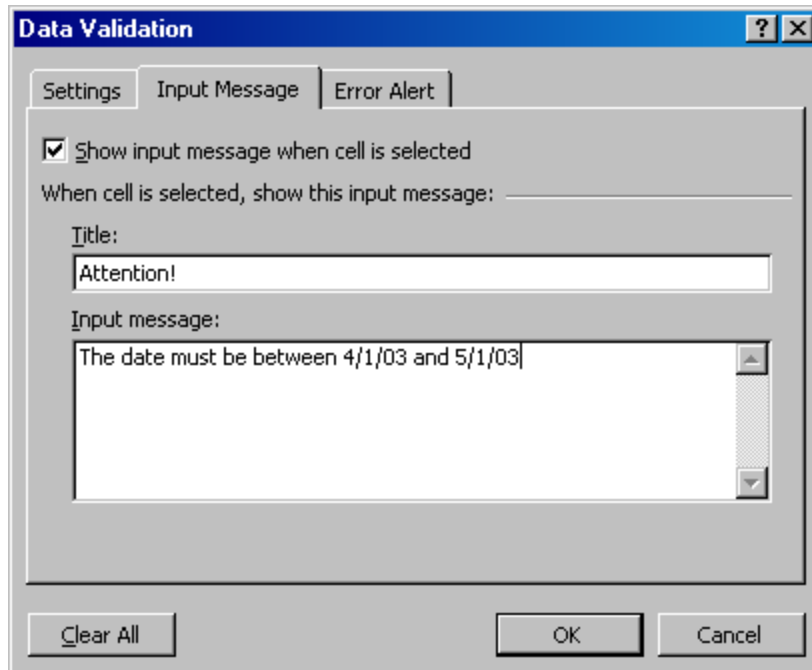 Data Validation
Settings Input Message Error Alert
Show input message when cell is selected
When cell is selected, show this input message:
Title:
Attention!
Input message:
The date must be between 4/1/03 and 5/1/03
Clear All OK Cancel